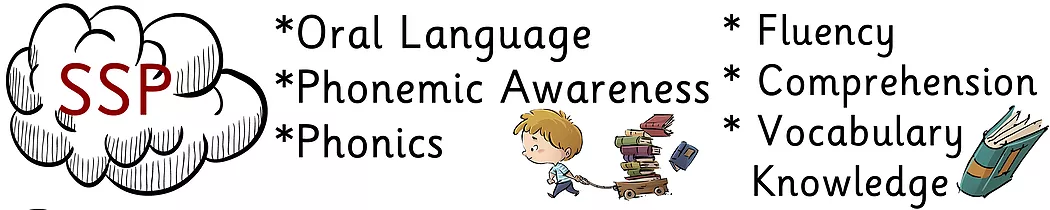 SSP
*Oral Language
*Phonemic Awareness
*Phonics
* Fluency
* Comprehension
* Vocabulary
Knowledge